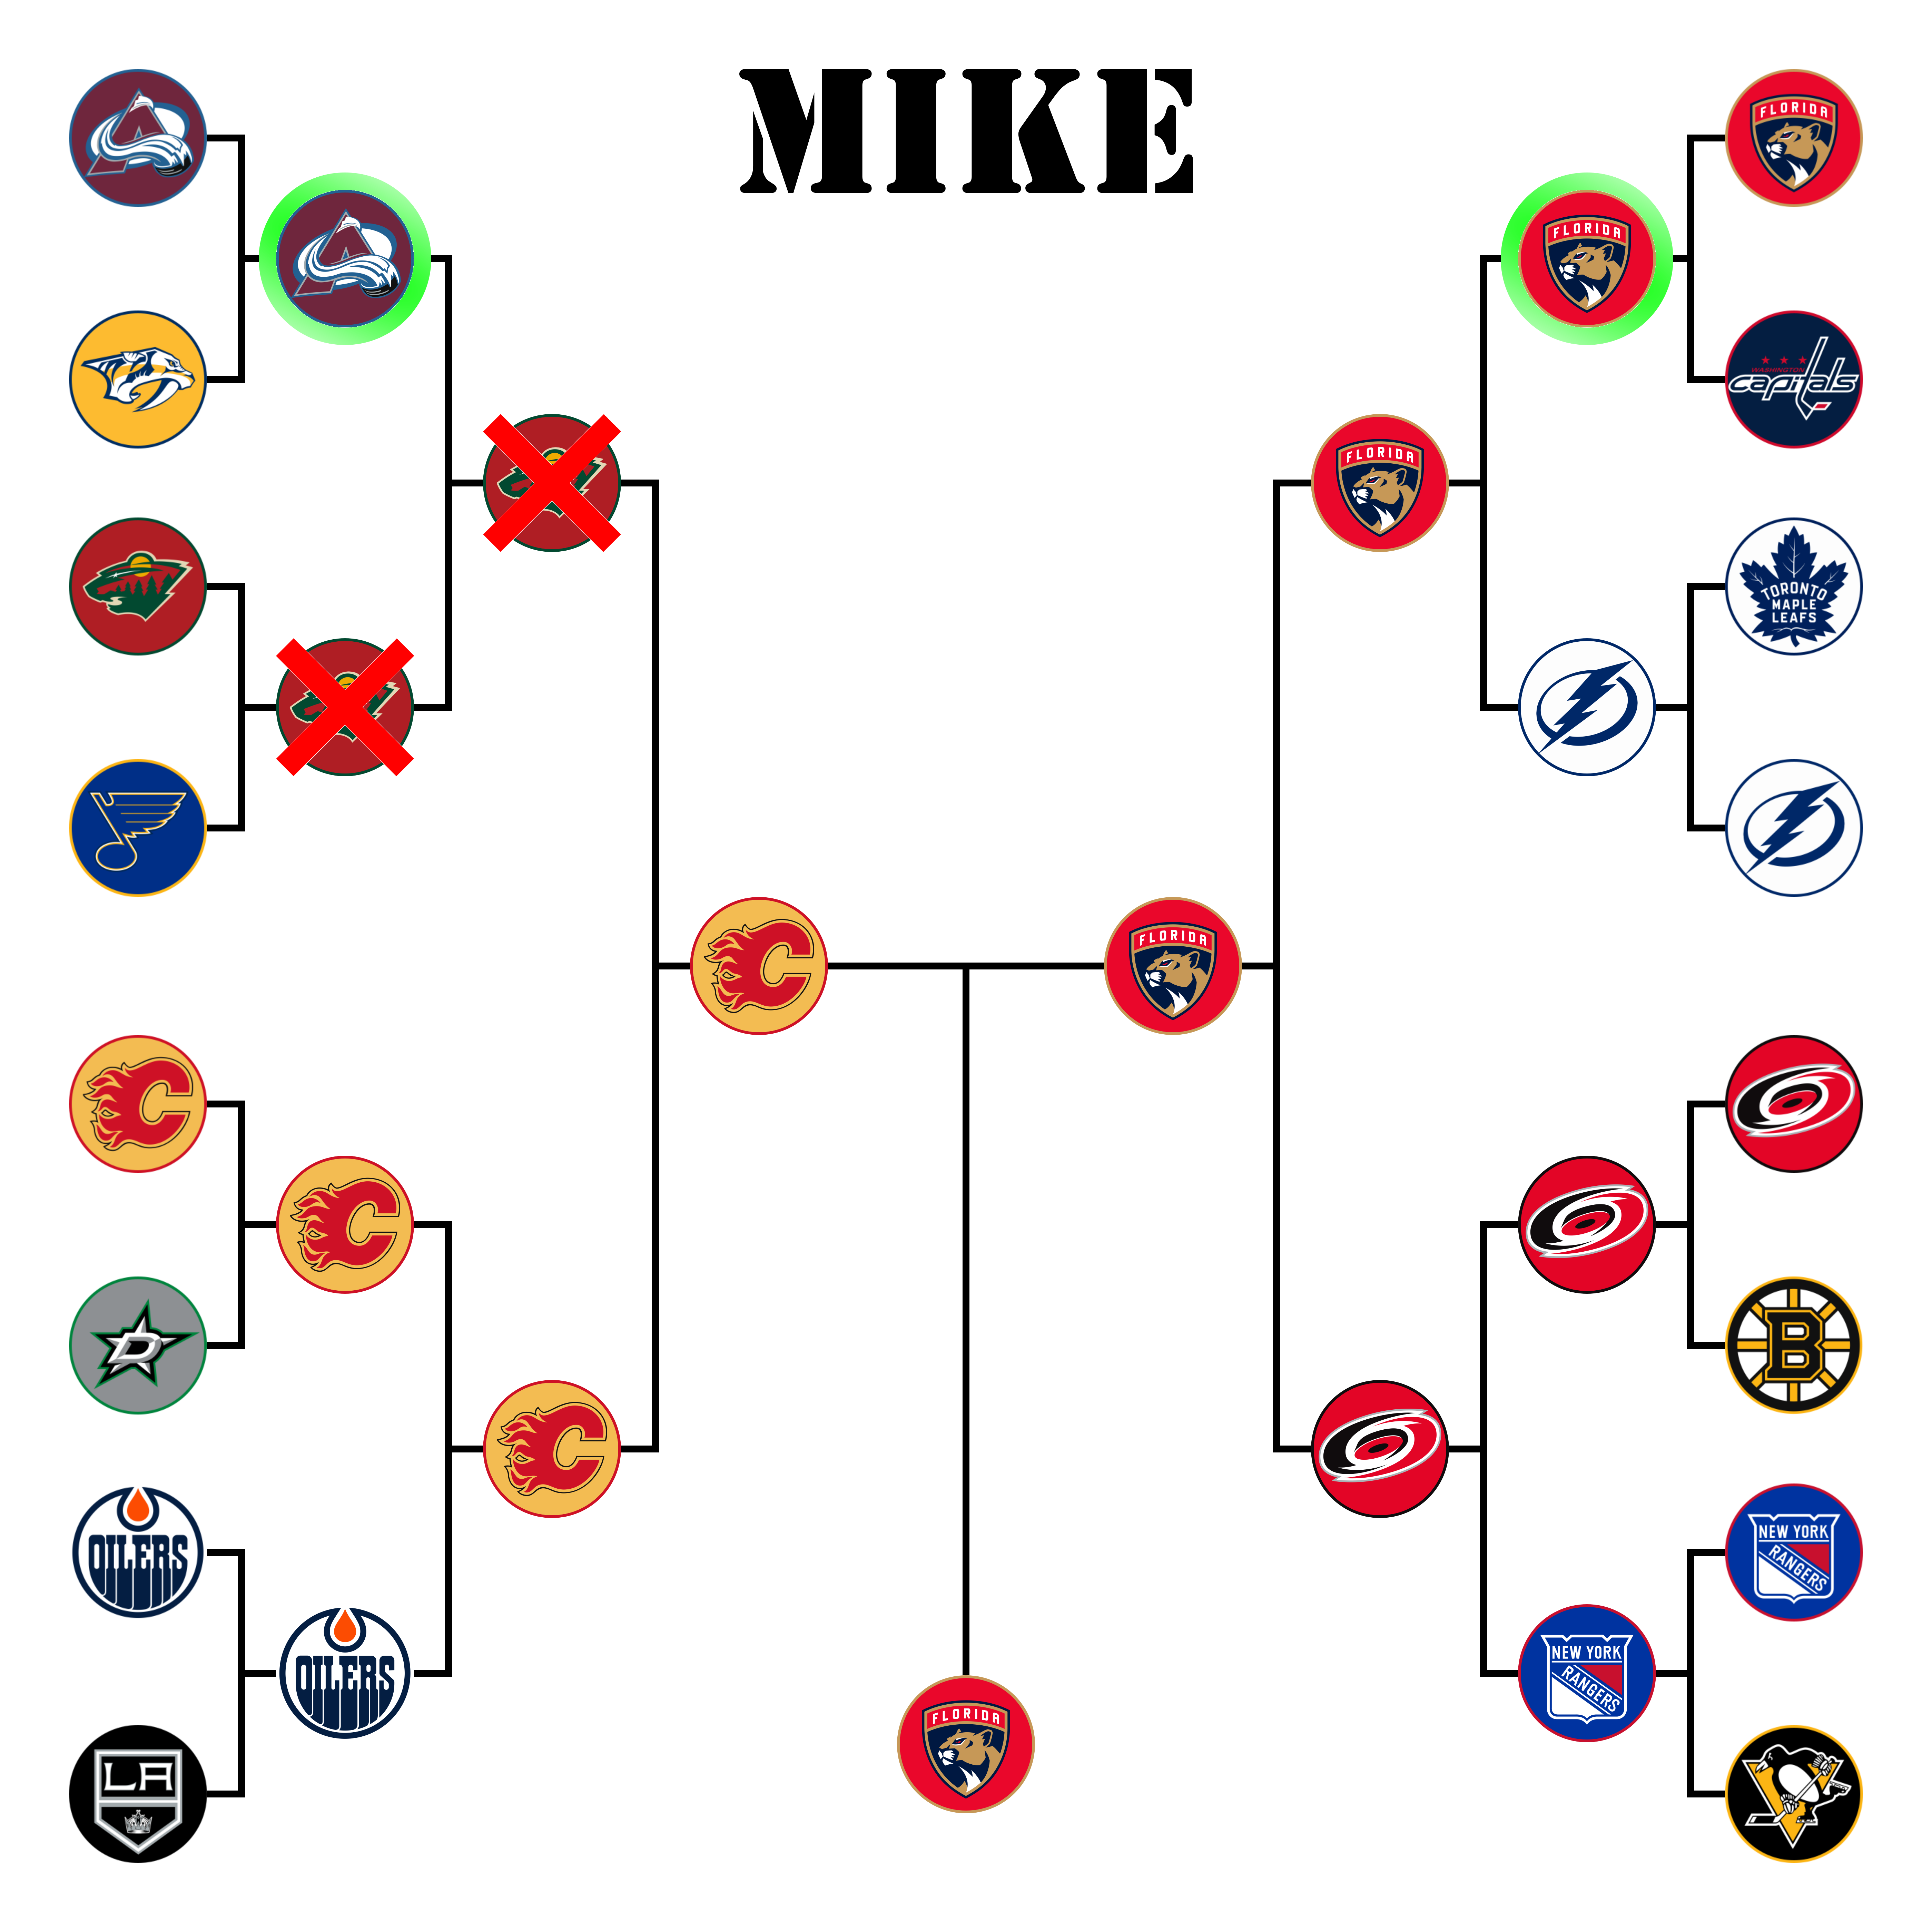 MIKE
FLORIDA
FLORIDA
WASHINGTON
capitals
FLORIDA
TORONTO
MAPLE
LEAFS
FLORIDA
C
C
C
C
D
B
OILERS
OILERS
NEW YORK
RANGERS
NEW YORK
RANGERS
LA
FLORIDA
A
A